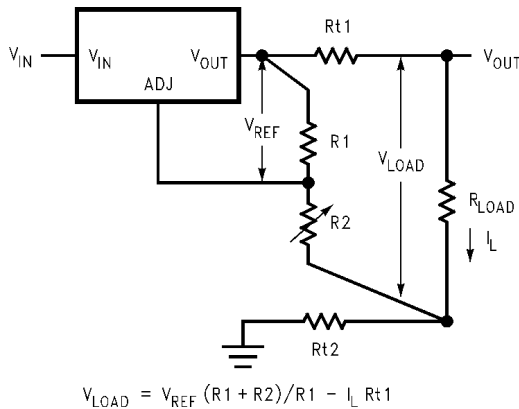 Rt1
V_IN
V_IN
V_OUT
V_OUT
ADJ
V_REF
R1
V_LOAD
R2
R_LOAD
I_L
Rt2
V_LOAD = V_REF (R1 + R2)/R1 − I_L Rt1